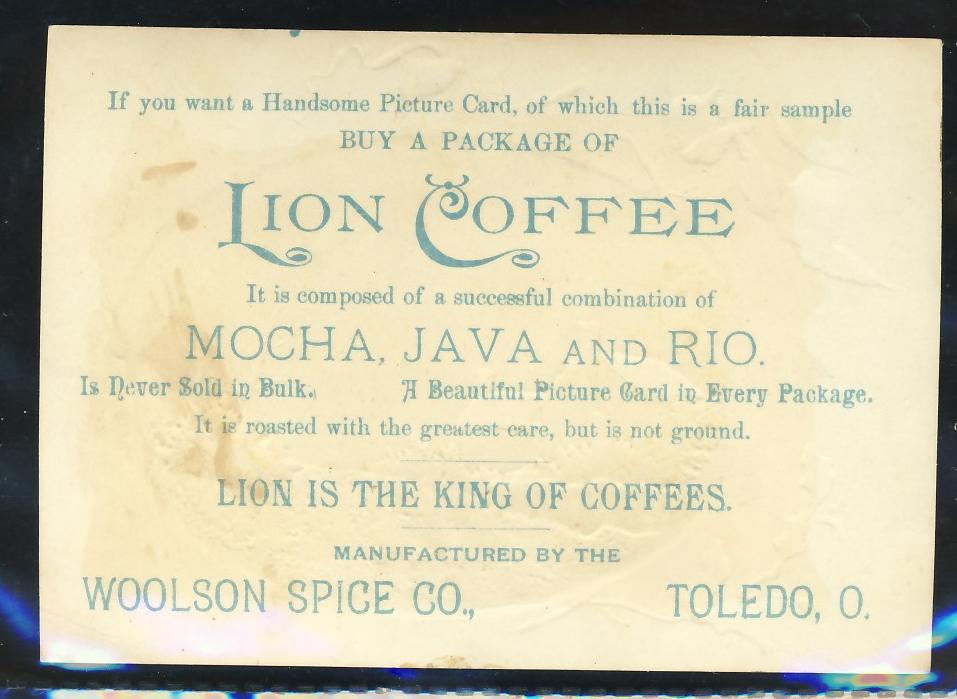 If you want a Handsome Picture Card, of which this is a fair sample
BUY A PACKAGE OF
LION COFFEE
It is composed of a successful combination of
MOCHA, JAVA AND RIO.
Is Never Sold in Bulk. A Beautiful Picture Card in Every Package.
It is roasted with the greatest care, but is not ground.
LION IS THE KING OF COFFEES.
MANUFACTURED BY THE
WOOLSON SPICE CO., TOLEDO, O.